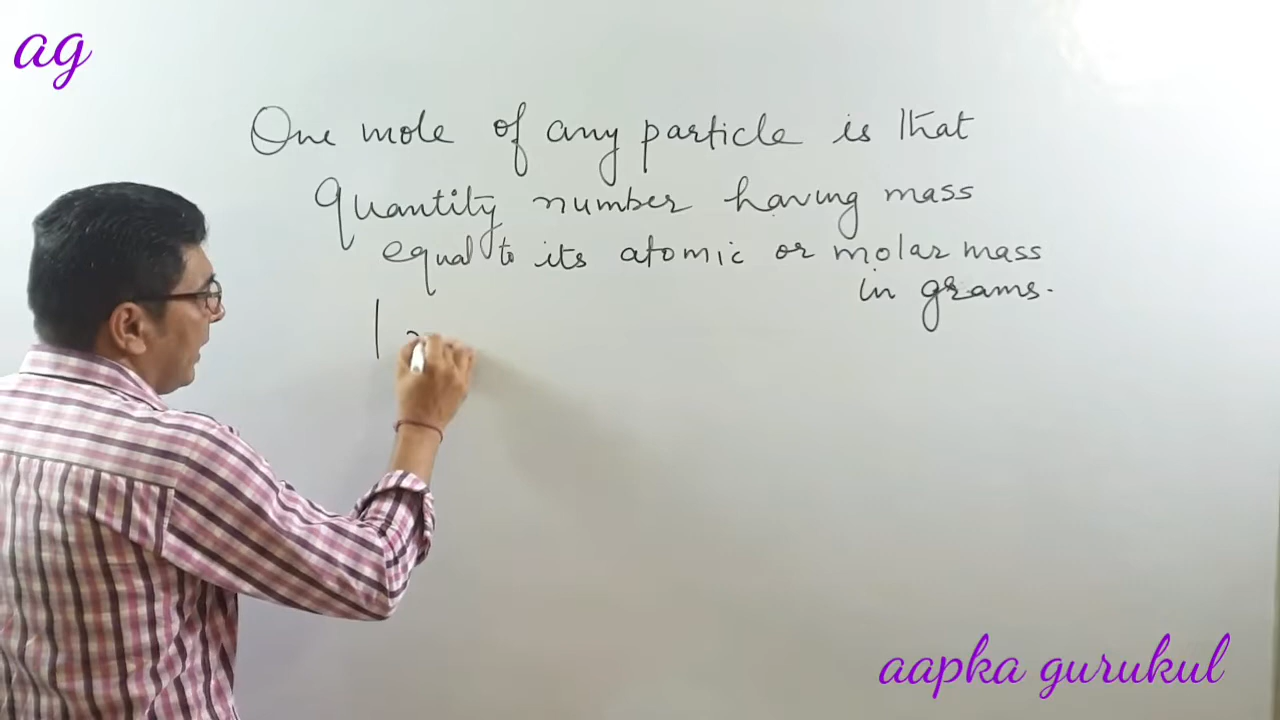 ag
One mole of any particle is that
Quantity number having mass
equal to its atomic or molar mass
in grams.
1
aapka gurukul